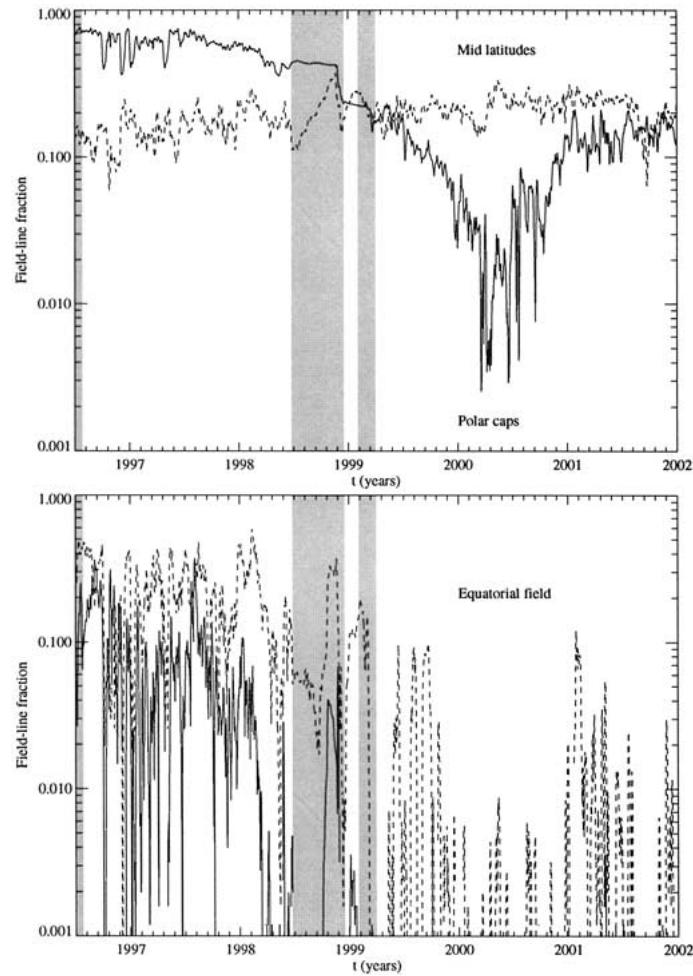 1.000
Mid latitudes
0.100
Field-line fraction
0.010
Polar caps
0.001
1997 1998 1999 2000 2001 2002
t (years)
1.000
Equatorial field
0.100
Field-line fraction
0.010
0.001
1997 1998 1999 2000 2001 2002
t (years)